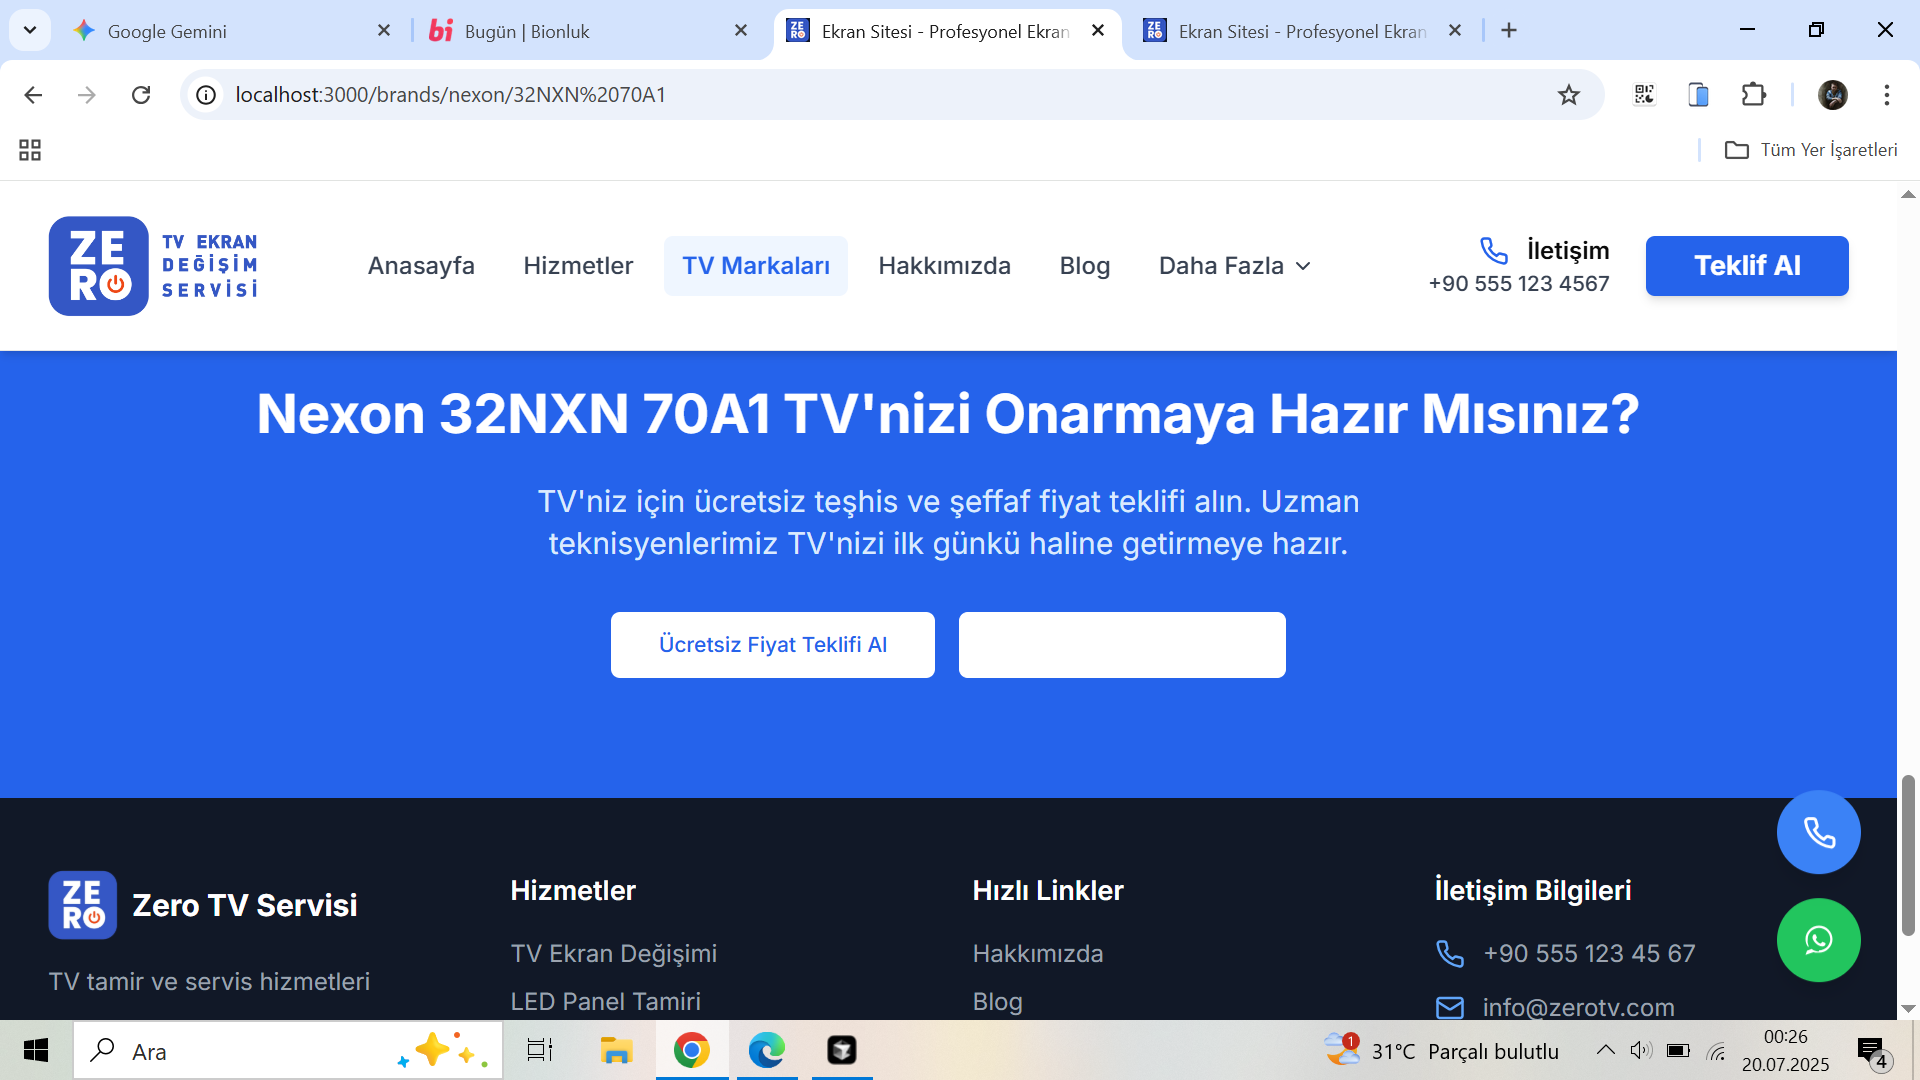 Google Gemini
Bugün | Bionluk
Ekran Sitesi - Profesyonel Ekran
Ekran Sitesi - Profesyonel Ekran
localhost:3000/brands/nexon/32NXN%2070A1
Tüm Yer İşaretleri
ZERO
TV EKRAN
DEĞİŞİM
SERVİSİ
Anasayfa
Hizmetler
TV Markaları
Hakkımızda
Blog
Daha Fazla
İletişim
+90 555 123 4567
Teklif Al
Nexon 32NXN 70A1 TV'nizi Onarmaya Hazır Mısınız?
TV'niz için ücretsiz teşhis ve şeffaf fiyat teklifi alın. Uzman
teknisyenlerimiz TV'nizi ilk günkü haline getirmeye hazır.
Ücretsiz Fiyat Teklifi Al
ZERO
Zero TV Servisi
TV tamir ve servis hizmetleri
Hizmetler
TV Ekran Değişimi
LED Panel Tamiri
Hızlı Linkler
Hakkımızda
Blog
İletişim Bilgileri
+90 555 123 45 67
info@zerotv.com
Ara
1
31°C Parçalı bulutlu
00:26
20.07.2025
4